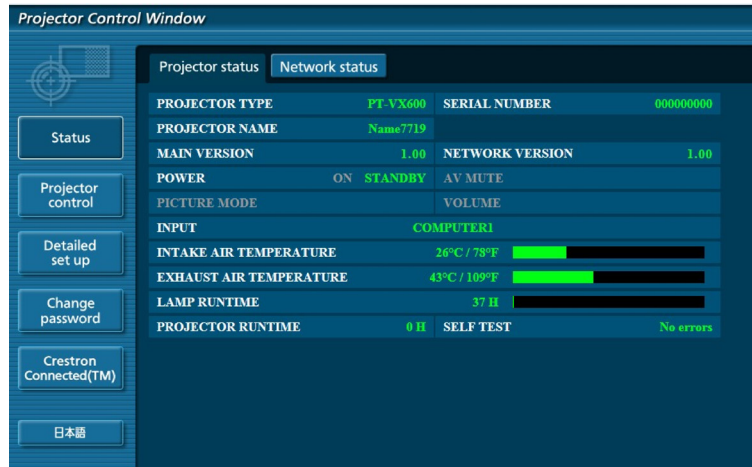 Projector Control Window
Projector status Network status
Status
Projector
control
Detailed
set up
Change
password
Crestron
Connected(TM)
日本語
PROJECTOR TYPE PT-VX600 SERIAL NUMBER 000000000
PROJECTOR NAME Name7719
MAIN VERSION 1.00 NETWORK VERSION 1.00
POWER ON STANDBY AV MUTE
PICTURE MODE VOLUME
INPUT COMPUTER1
INTAKE AIR TEMPERATURE 26°C / 78°F
EXHAUST AIR TEMPERATURE 43°C / 109°F
LAMP RUNTIME 37 H
PROJECTOR RUNTIME 0 H SELF TEST No errors